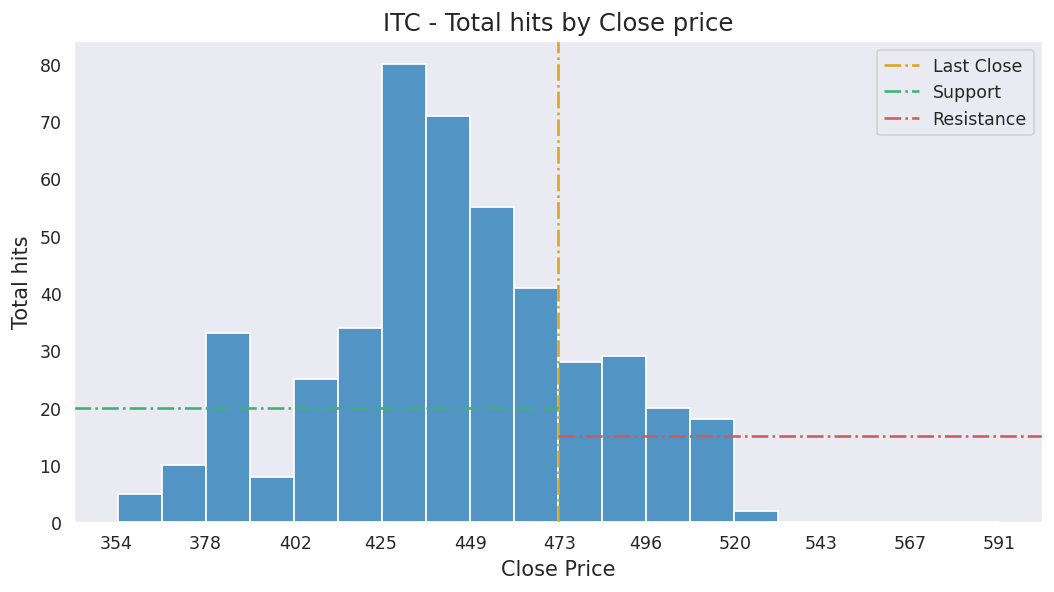 ITC - Total hits by Close price
Last Close
Support
Resistance
Total hits
80
70
60
50
40
30
20
10
0
354 378 402 425 449 473 496 520 543 567 591
Close Price